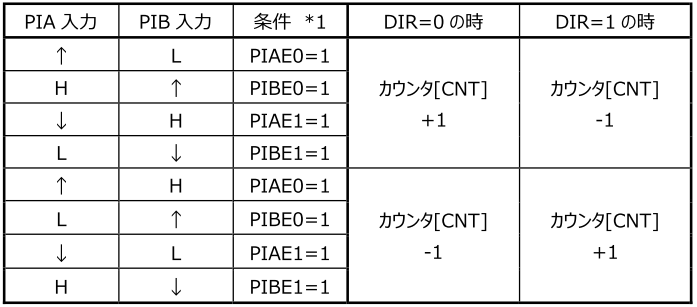 PIA 入力 PIB 入力 条件 *1 DIR=0 の時 DIR=1 の時
↑ L PIAE0=1
H ↑ PIBE0=1
↓ H PIAE1=1
L ↓ PIBE1=1
カウンタ[CNT]
+1
カウンタ[CNT]
-1
↑ H PIAE0=1
L ↑ PIBE0=1
↓ L PIAE1=1
H ↓ PIBE1=1
カウンタ[CNT]
-1
カウンタ[CNT]
+1